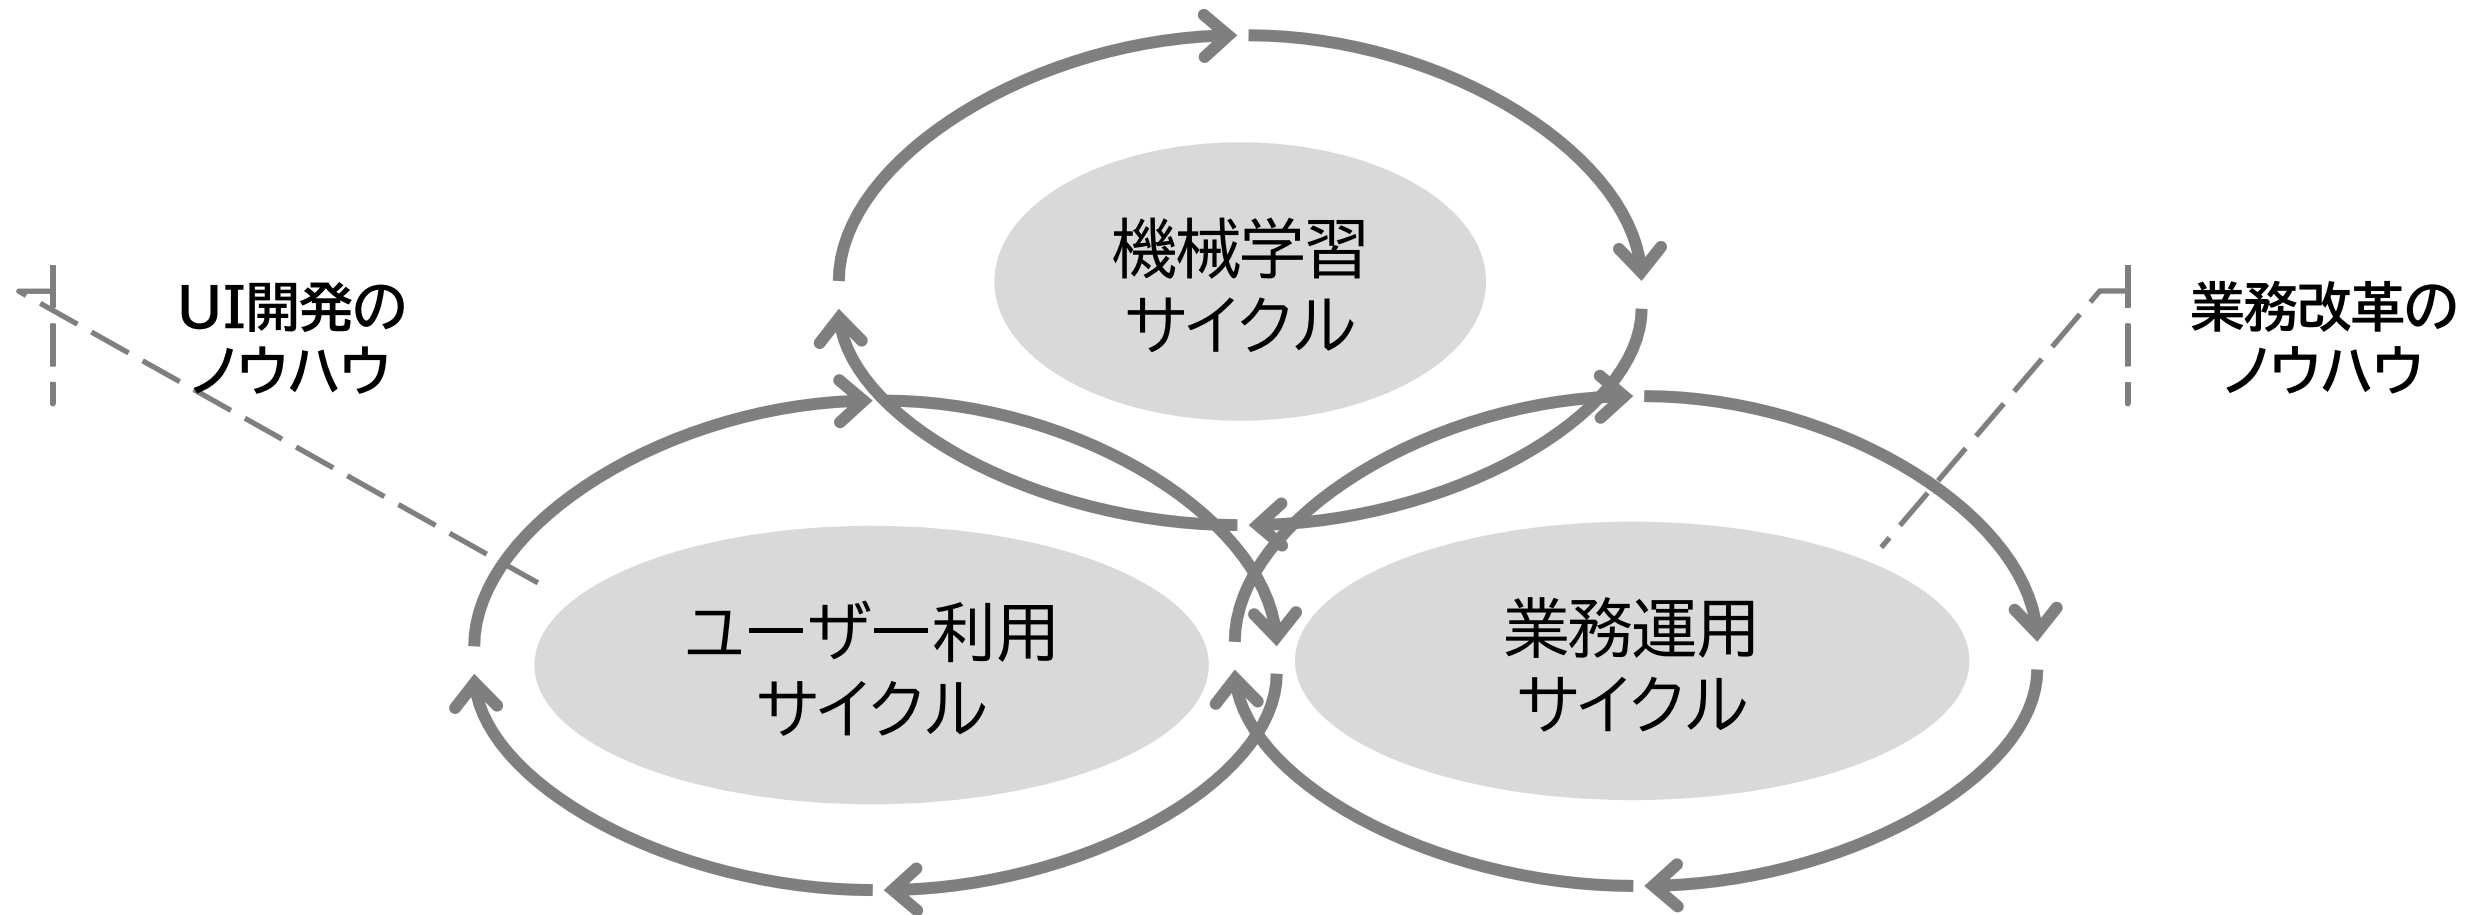 機械学習
サイクル
UI開発の
ノウハウ
業務改革の
ノウハウ
ユーザー利用
サイクル
業務運用
サイクル